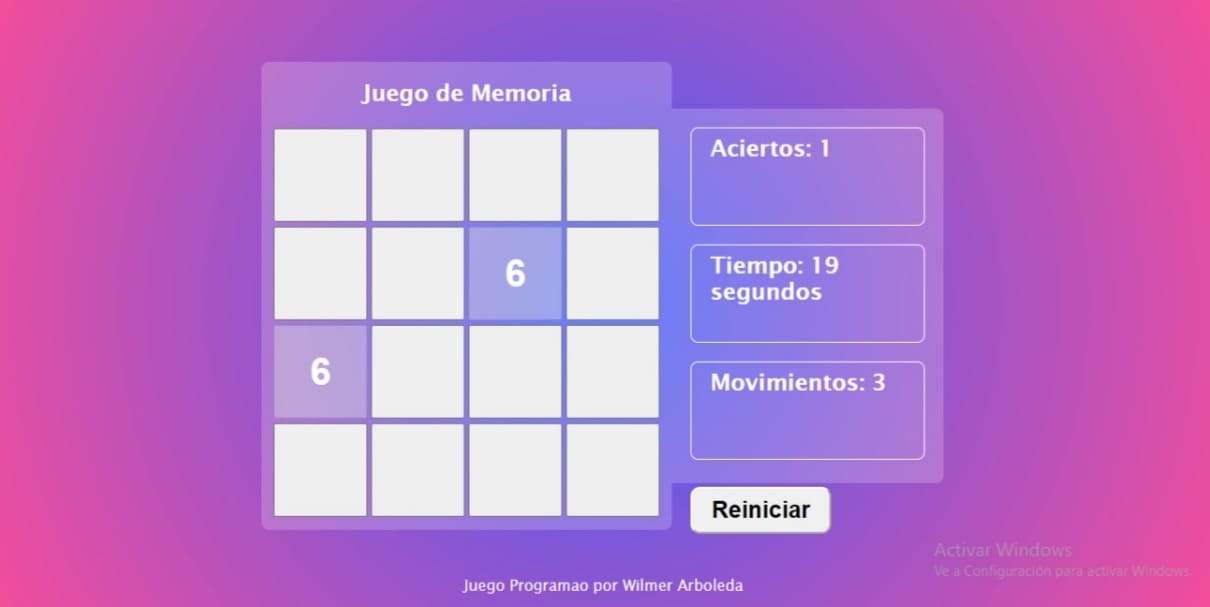 Juego de Memoria
Aciertos: 1
6
Tiempo: 19
segundos
6
Movimientos: 3
Reiniciar
Activar Windows
Ve a Configuración para activar Windows.
Juego Programao por Wilmer Arboleda